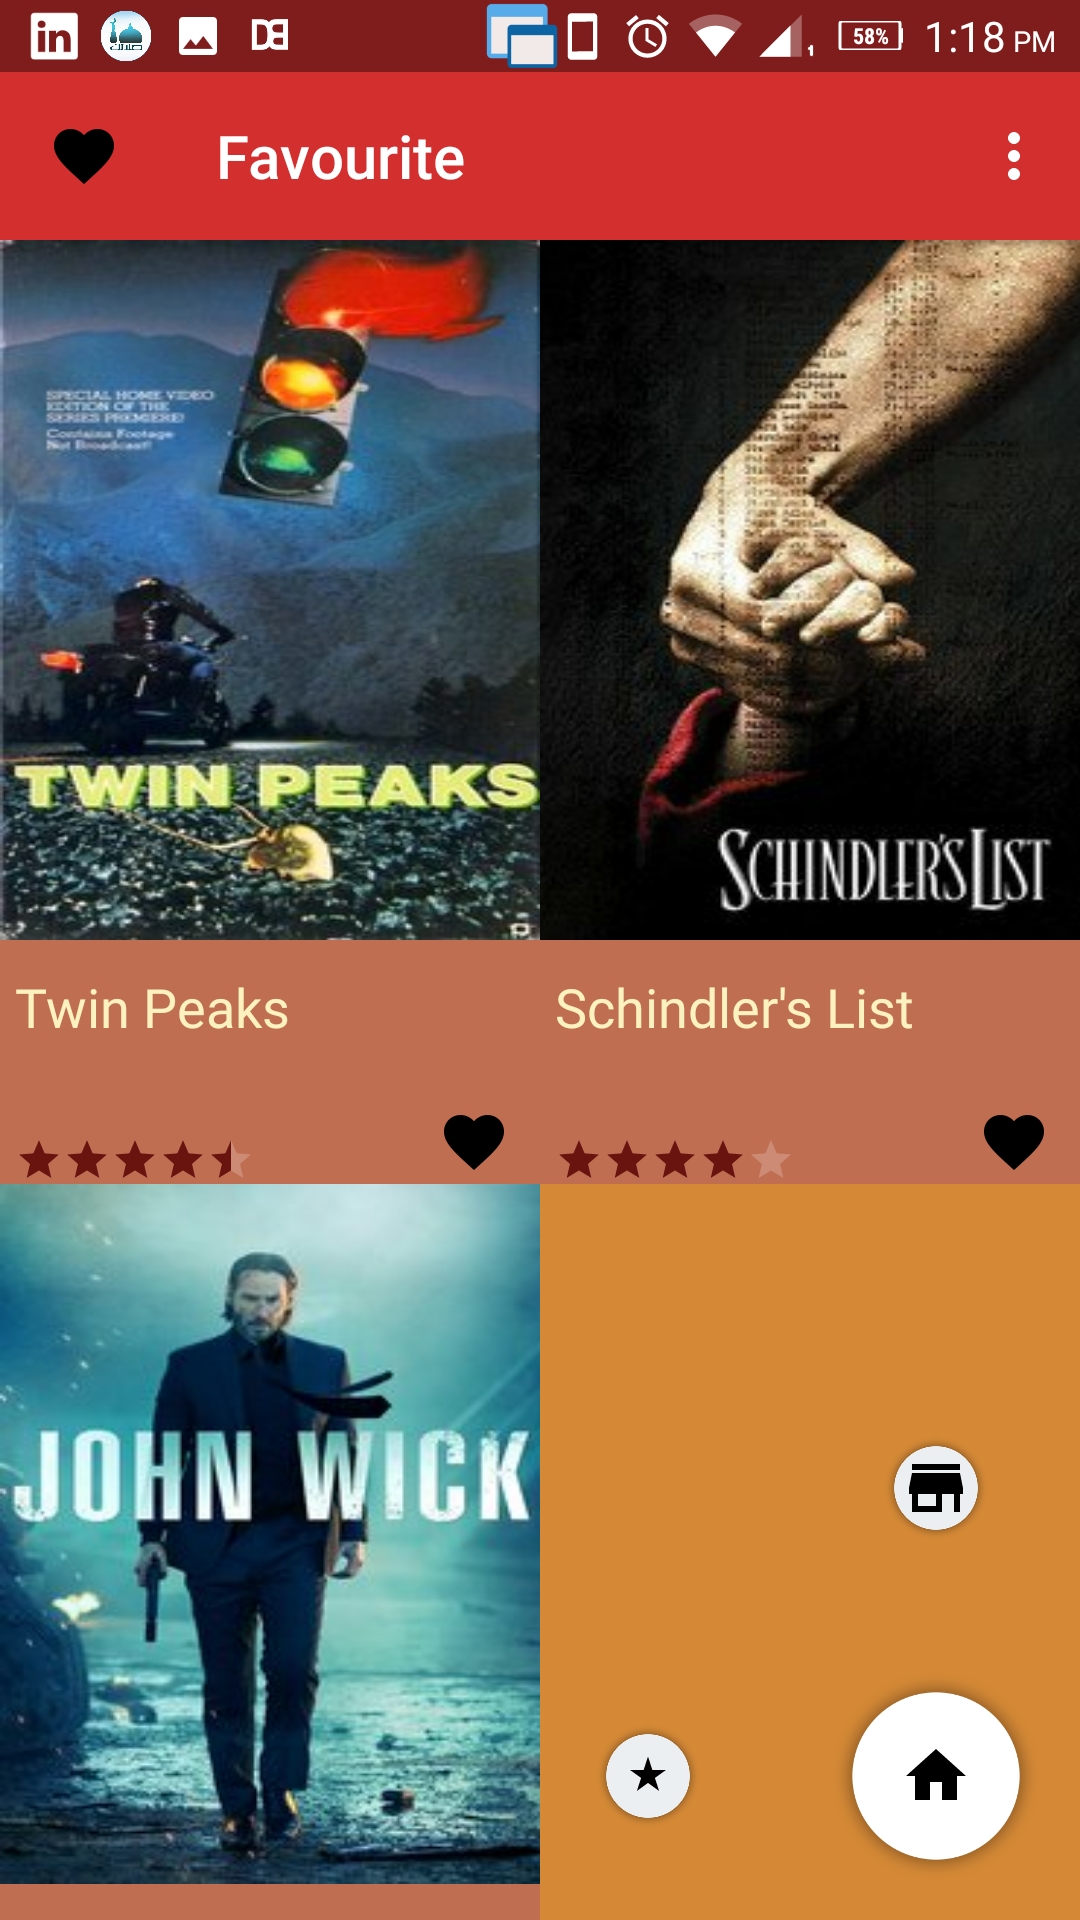 in
58%
1:18 PM
Favourite
SPECIAL HOME VIDEO
EDITION OF THE
SERIES PREMIERE!
Contains Footage
Not Broadcast!
TWIN PEAKS
SCHINDLER'S LIST
Twin Peaks
Schindler's List
JOHN WICK